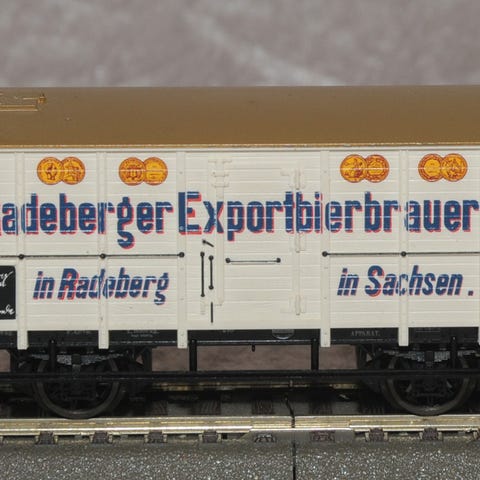 adeberger Exportbierbrauer
in Radeberg
in Sachsen.